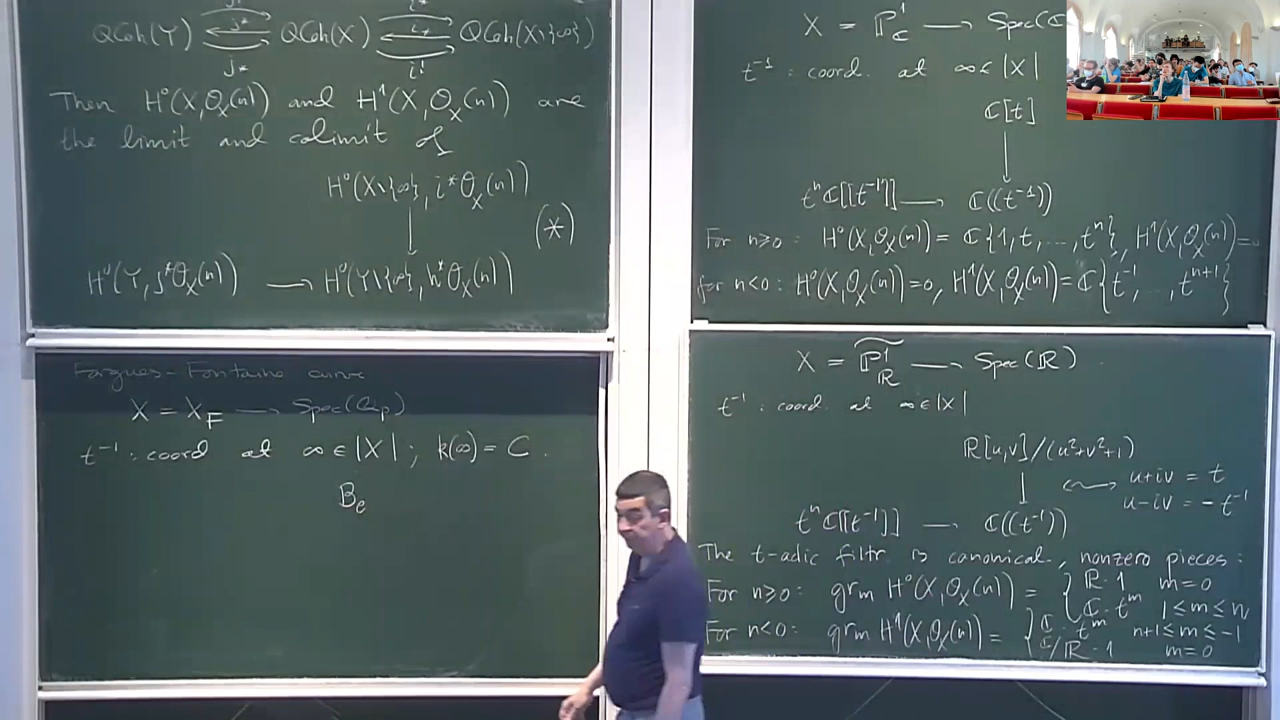 QCoh(Y) QCoh(X) QCoh(X\{∞})
j* i*
j* i!
Then H⁰(X,O_X(n)) and H¹(X,O_X(n)) are
the limit and colimit of
H⁰(X\{∞}, i*O_X(n))
(*)
H⁰(Y, j*O_X(n)) → H⁰(Y\{∞}, h*O_X(n))
Fargues-Fontaine curve
X = X_F → Spec(Q_p)
t⁻¹ : coord at ∞ ∈ |X| ; k(∞) = C.
B_e
X = P¹_C → Spec(C
t⁻¹ : coord. at ∞ ∈ |X|
C[t]
tⁿC[[t⁻¹]] → C((t⁻¹))
For n≥0 : H⁰(X,O_X(n)) = C{1,t,...,tⁿ}, H¹(X,O_X(n))=0
for n<0 : H⁰(X,O_X(n))=0, H¹(X,O_X(n))=C{t⁻¹,...,tⁿ⁺¹}
X = P̃¹_R → Spec(R)
t⁻¹ : coord. at ∞ ∈ |X|
R[u,v]/(u²+v²+1)
u+iv = t
u-iv = -t⁻¹
tⁿC[[t⁻¹]] → C((t⁻¹))
The t-adic filtr. is canonical, nonzero pieces :
For n≥0 : gr_m H⁰(X,O_X(n)) = { R·1 m=0
C·t^m 1≤m≤n
For n<0 : gr_m H¹(X,O_X(n)) = { C·t^m n+1≤m≤-1
C/R·1 m=0